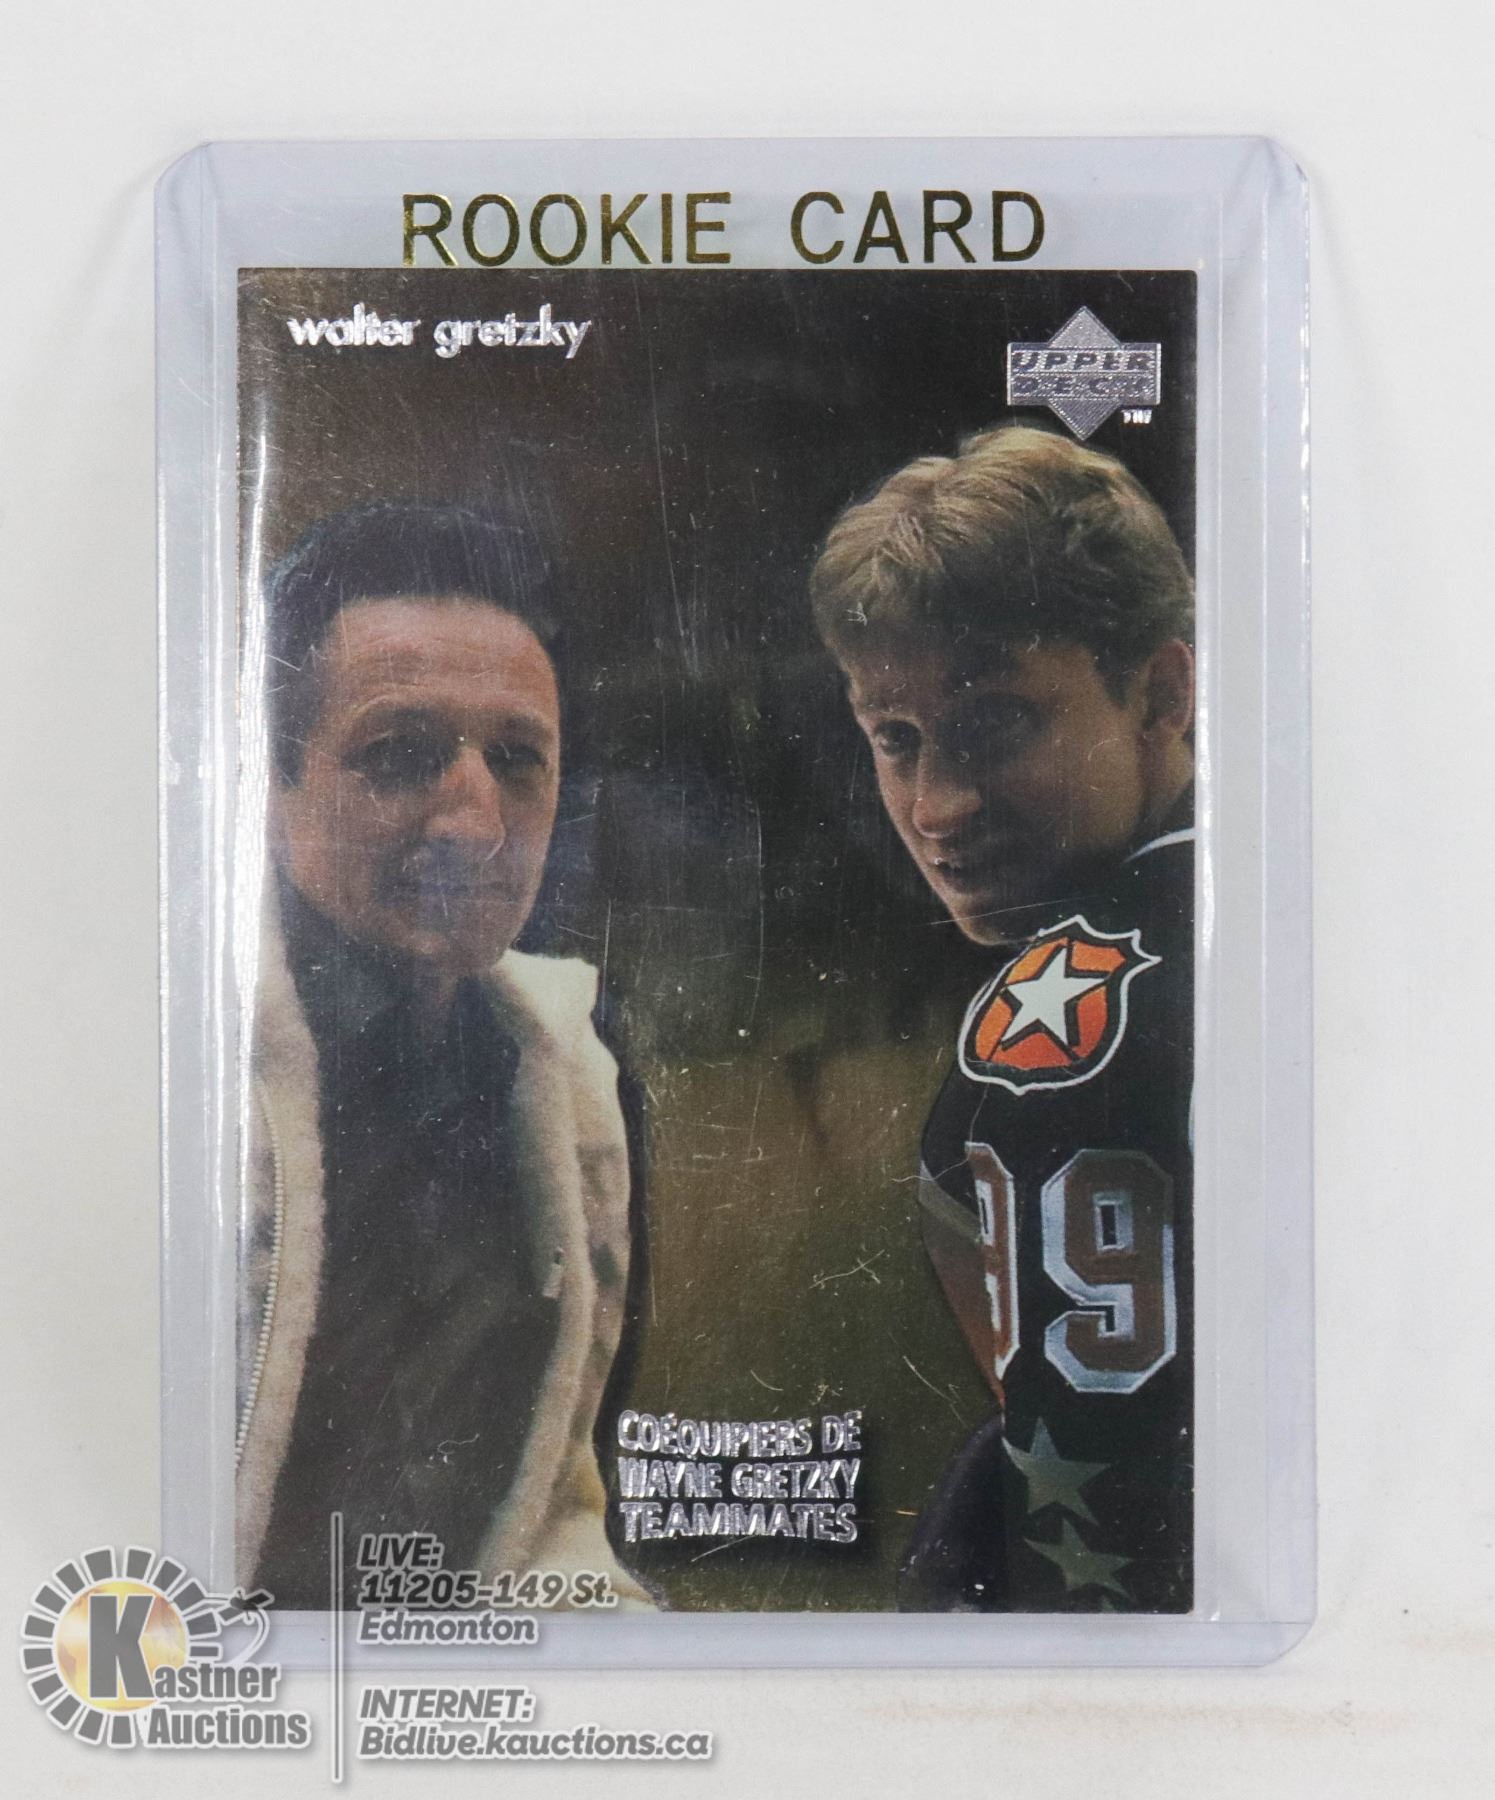 ROOKIE CARD
walter gretzky
UPPER
DECK
TM
99
COÉQUIPIERS DE
WAYNE GRETZKY
TEAMMATES
LIVE:
11205-149 St.
Edmonton
Kastner
Auctions
INTERNET:
Bidlive.kauctions.ca